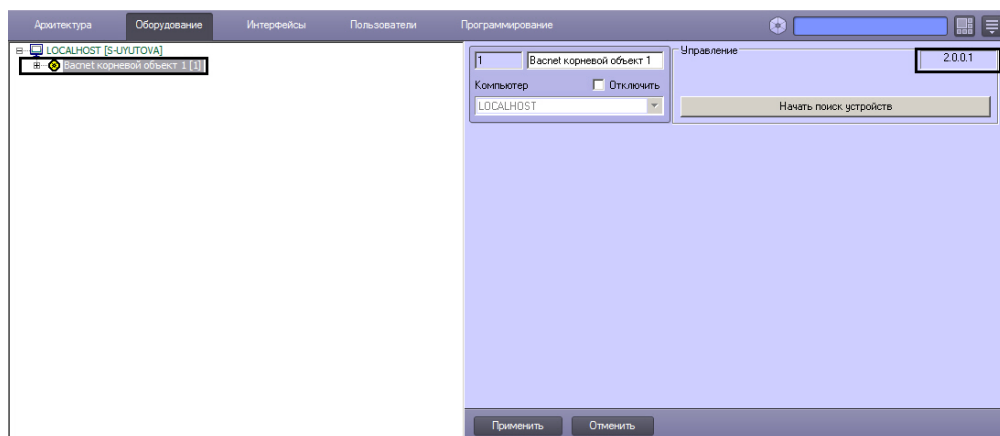 Архитектура Оборудование Интерфейсы Пользователи Программирование
LOCALHOST [S-UYUTOVA]
Bacnet корневой объект 1 [1]
1 Bacnet корневой объект 1
Компьютер Отключить
LOCALHOST
Управление
2.0.0.1
Начать поиск устройств
Применить Отменить